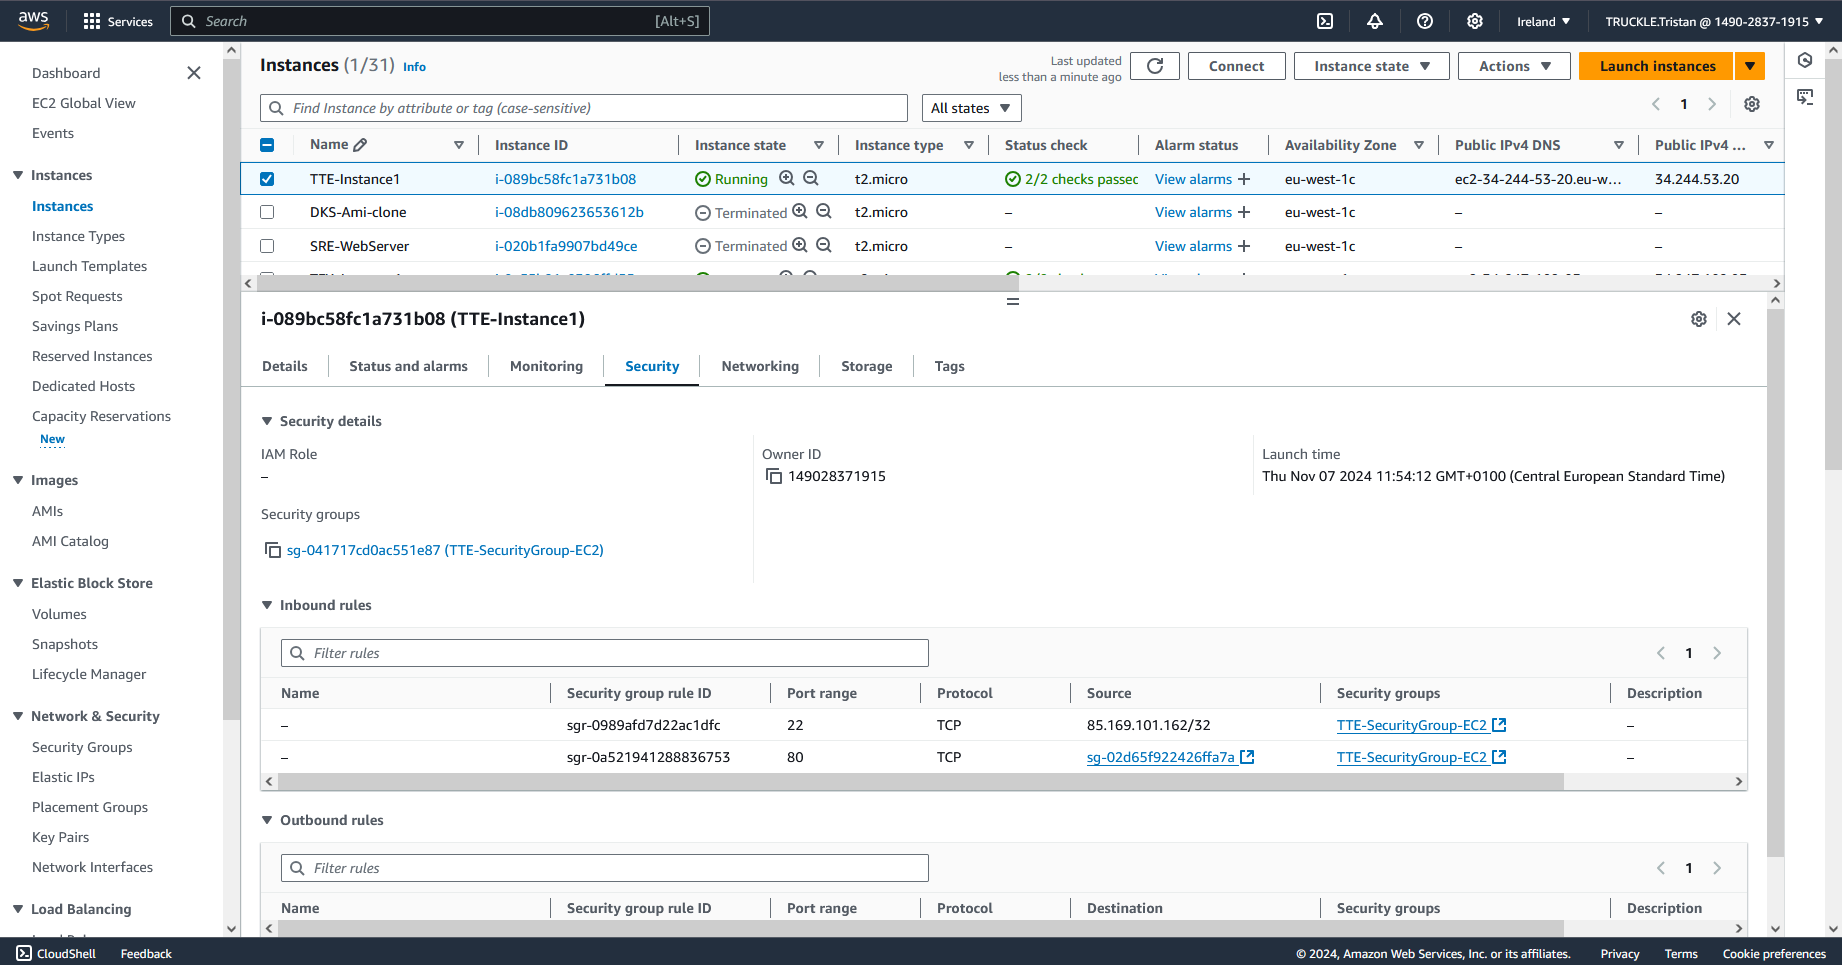 aws
Services
Search
[Alt+S]
Ireland
TRUCKLE.Tristan @ 1490-2837-1915
Dashboard
EC2 Global View
Events
Instances
Instances
Instance Types
Launch Templates
Spot Requests
Savings Plans
Reserved Instances
Dedicated Hosts
Capacity Reservations
New
Images
AMIs
AMI Catalog
Elastic Block Store
Volumes
Snapshots
Lifecycle Manager
Network & Security
Security Groups
Elastic IPs
Placement Groups
Key Pairs
Network Interfaces
Load Balancing
Instances (1/31) Info
Last updated
less than a minute ago
Connect
Instance state
Actions
Launch instances
Find Instance by attribute or tag (case-sensitive)
All states
1
Name Instance ID Instance state Instance type Status check Alarm status Availability Zone Public IPv4 DNS Public IPv4 ...
TTE-Instance1 i-089bc58fc1a731b08 Running t2.micro 2/2 checks passed View alarms eu-west-1c ec2-34-244-53-20.eu-w... 34.244.53.20
DKS-Ami-clone i-08db809623653612b Terminated t2.micro – View alarms eu-west-1c – –
SRE-WebServer i-020b1fa9907bd49ce Terminated t2.micro – View alarms eu-west-1c – –
i-089bc58fc1a731b08 (TTE-Instance1)
Details Status and alarms Monitoring Security Networking Storage Tags
Security details
IAM Role
–
Owner ID
149028371915
Launch time
Thu Nov 07 2024 11:54:12 GMT+0100 (Central European Standard Time)
Security groups
sg-041717cd0ac551e87 (TTE-SecurityGroup-EC2)
Inbound rules
Filter rules
1
Name Security group rule ID Port range Protocol Source Security groups Description
– sgr-0989afd7d22ac1dfc 22 TCP 85.169.101.162/32 TTE-SecurityGroup-EC2 –
– sgr-0a521941288836753 80 TCP sg-02d65f922426ffa7a TTE-SecurityGroup-EC2 –
Outbound rules
Filter rules
1
Name Security group rule ID Port range Protocol Destination Security groups Description
CloudShell
Feedback
© 2024, Amazon Web Services, Inc. or its affiliates.
Privacy
Terms
Cookie preferences